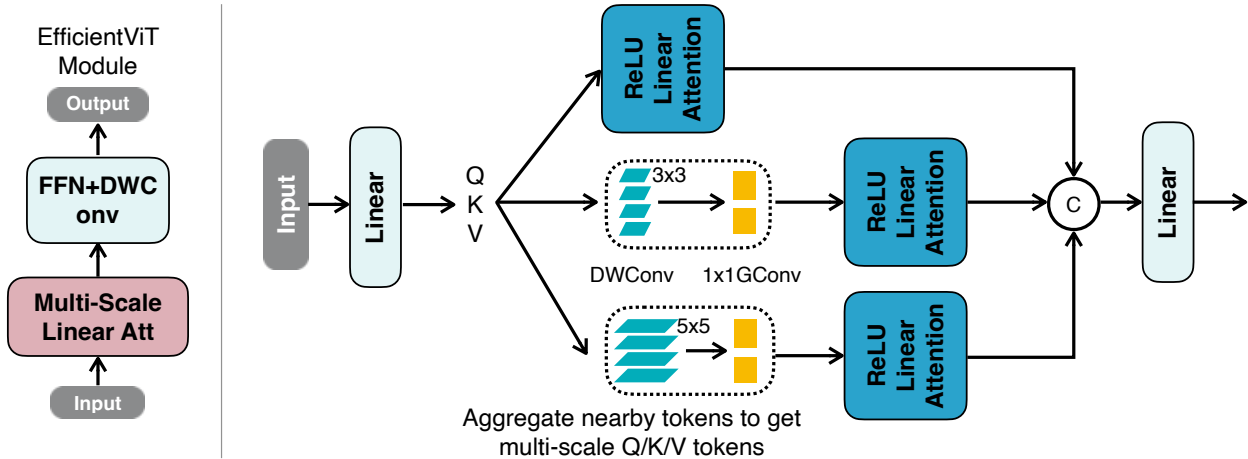 EfficientViT
Module
Output
FFN+DWC
onv
Multi-Scale
Linear Att
Input
Input
Linear
Q
K
V
ReLU
Linear
Attention
3x3
DWConv
1x1GConv
ReLU
Linear
Attention
5x5
ReLU
Linear
Attention
Aggregate nearby tokens to get
multi-scale Q/K/V tokens
C
Linear